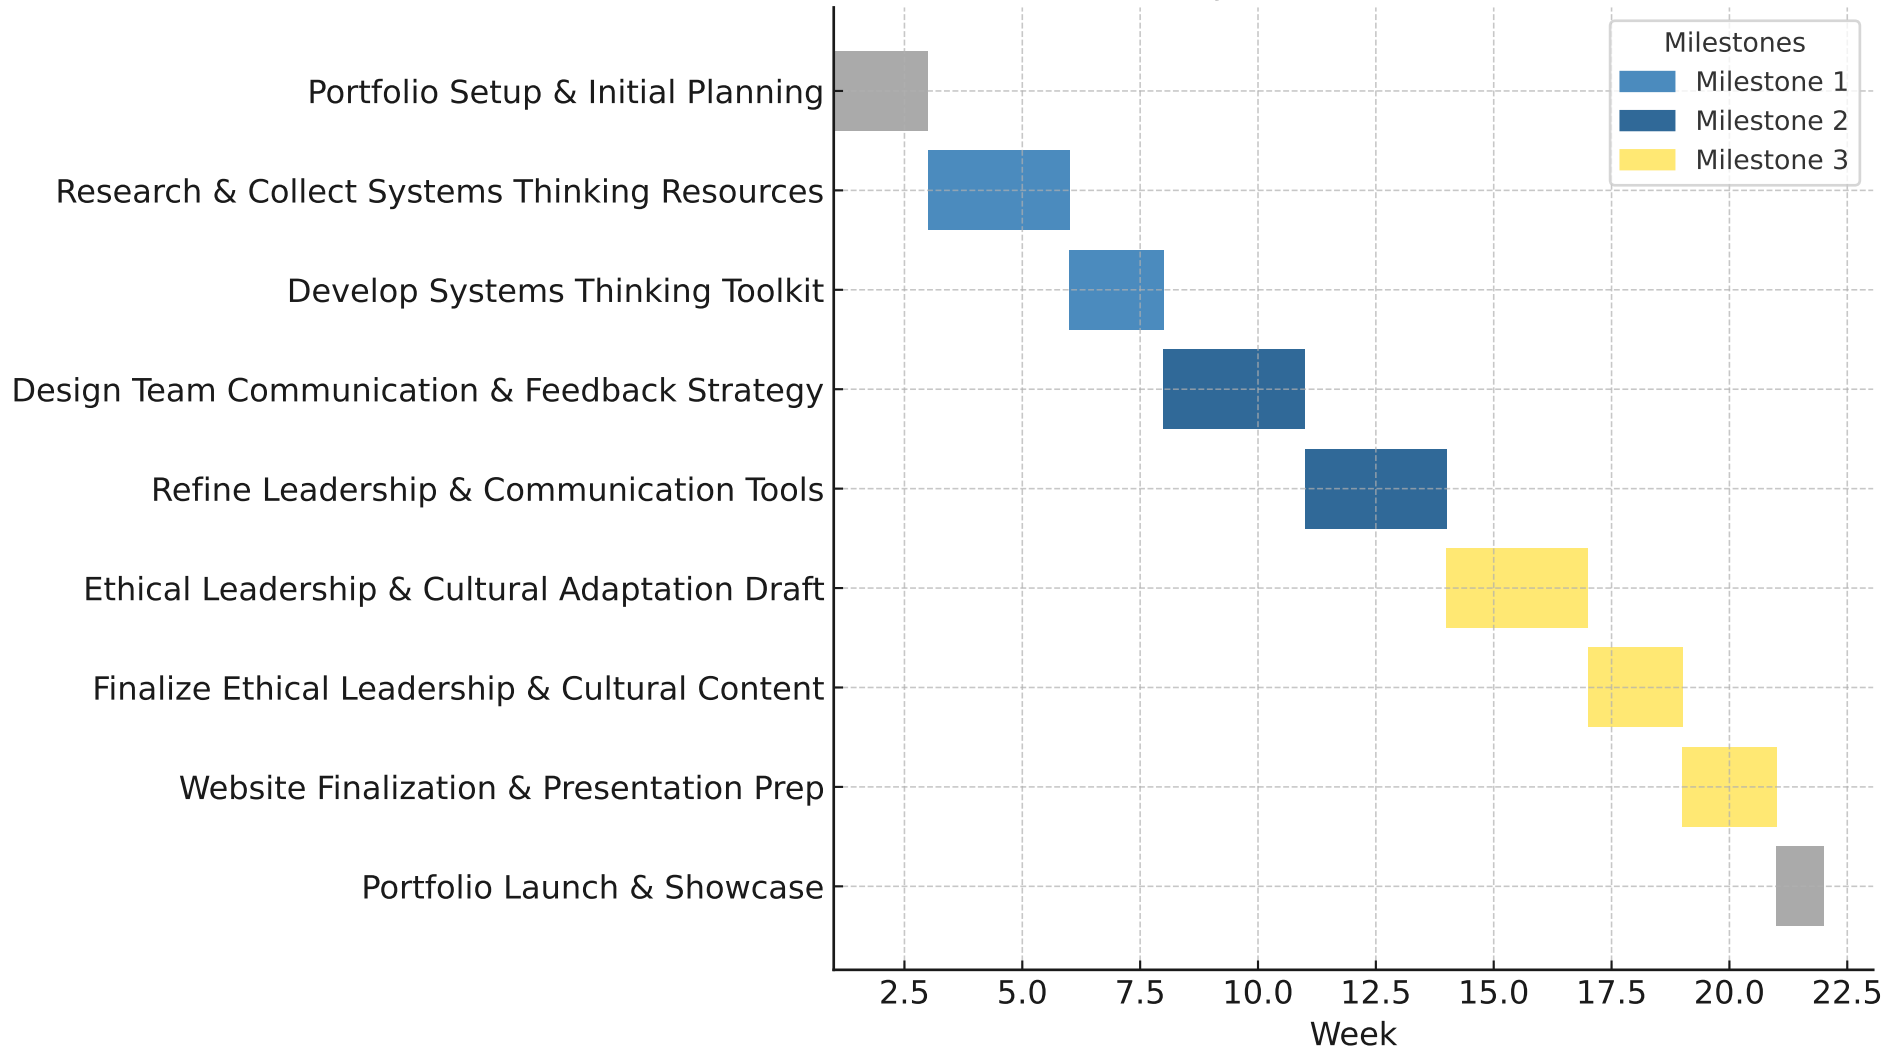 Milestones
Milestone 1
Milestone 2
Milestone 3
Portfolio Setup & Initial Planning
Research & Collect Systems Thinking Resources
Develop Systems Thinking Toolkit
Design Team Communication & Feedback Strategy
Refine Leadership & Communication Tools
Ethical Leadership & Cultural Adaptation Draft
Finalize Ethical Leadership & Cultural Content
Website Finalization & Presentation Prep
Portfolio Launch & Showcase
2.5 5.0 7.5 10.0 12.5 15.0 17.5 20.0 22.5
Week